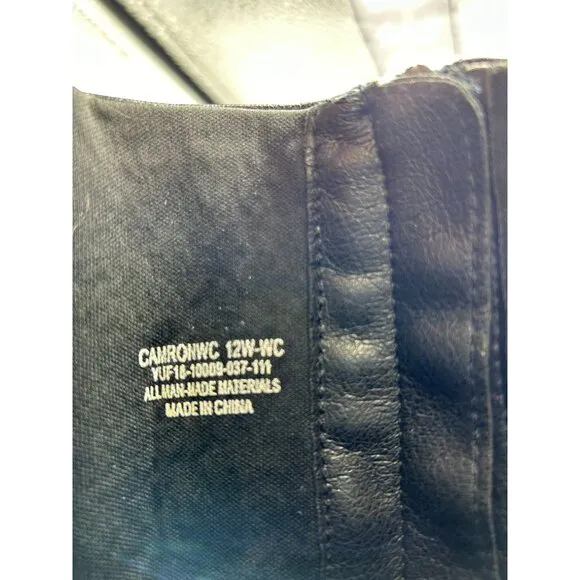 CAMRONWC 12W-WC
YUF18-10009-037-111
ALL MAN-MADE MATERIALS
MADE IN CHINA